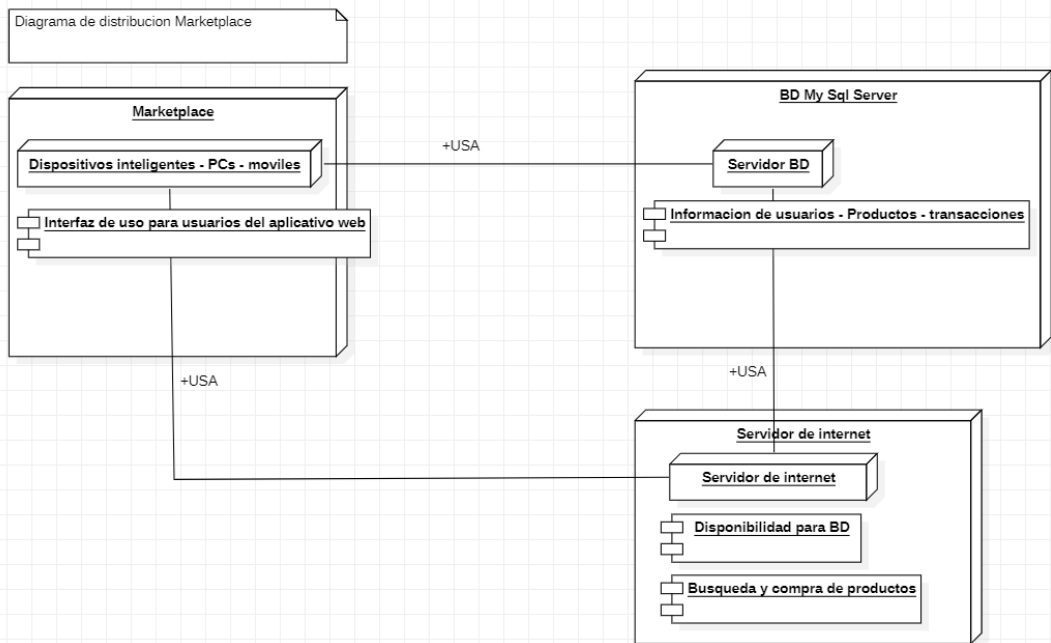 Diagrama de distribucion Marketplace
Marketplace
Dispositivos inteligentes - PCs - moviles
Interfaz de uso para usuarios del aplicativo web
+USA
BD My Sql Server
Servidor BD
Informacion de usuarios - Productos - transacciones
+USA
+USA
Servidor de internet
Servidor de internet
Disponibilidad para BD
Busqueda y compra de productos